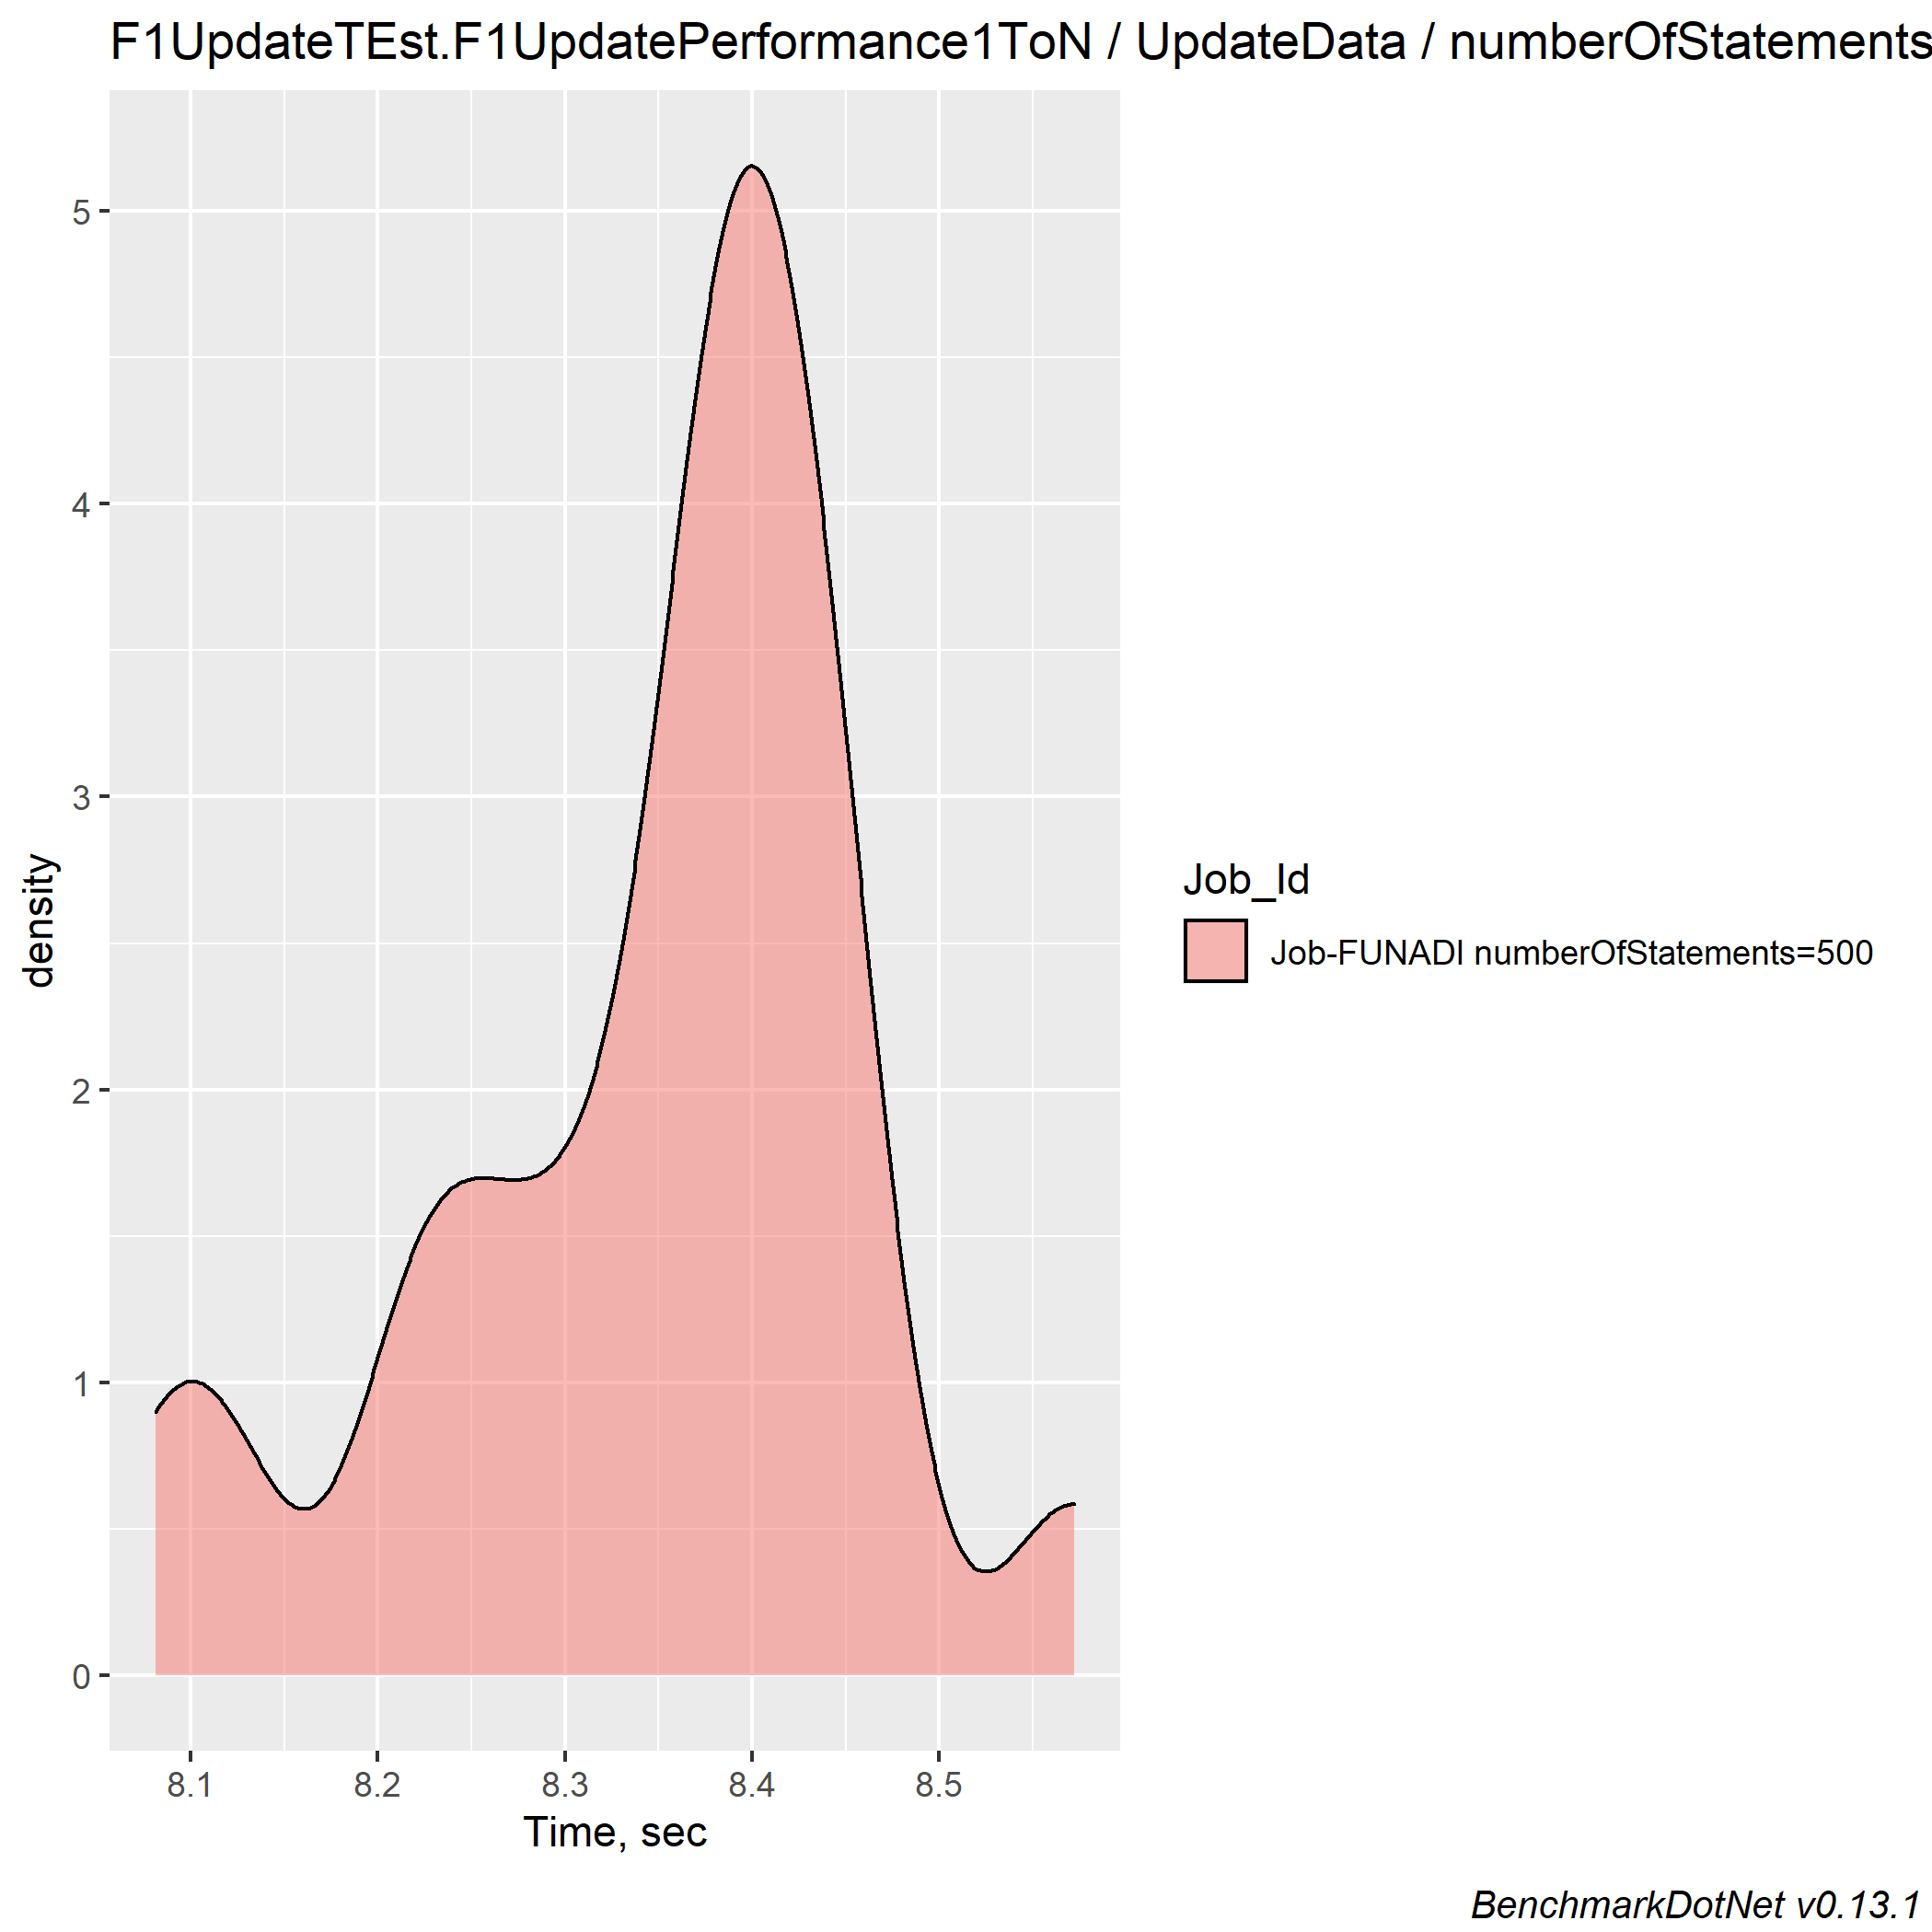 F1UpdateTEst.F1UpdatePerformance1ToN / UpdateData / numberOfStatements
5
4
3
2
1
0
density
8.1 8.2 8.3 8.4 8.5
Time, sec
Job_Id
Job-FUNADI numberOfStatements=500
BenchmarkDotNet v0.13.1